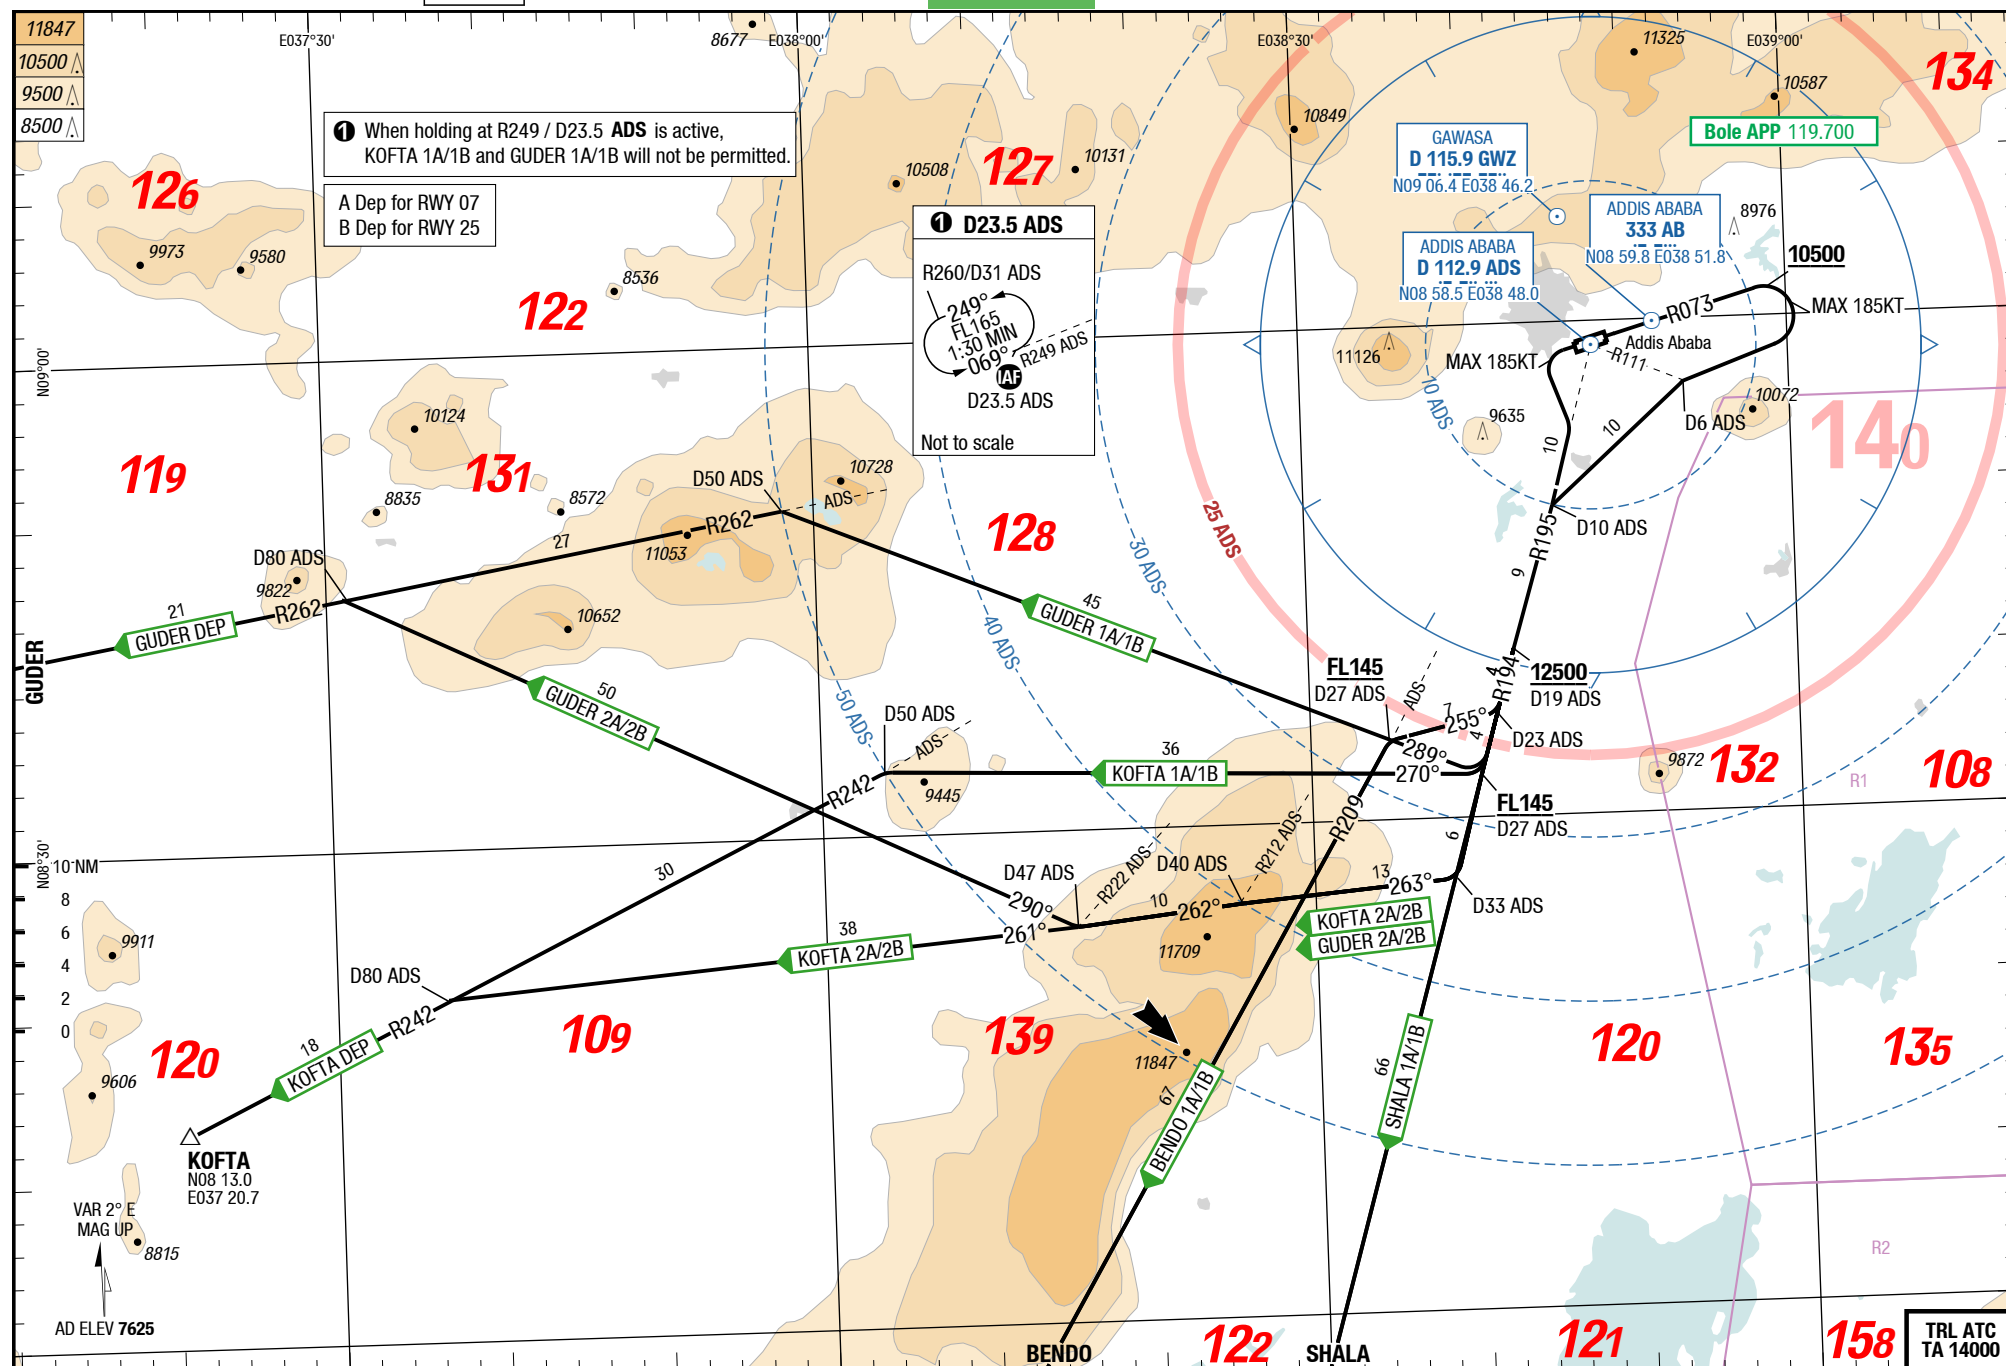 11847
10500
9500
8500
E037°30'
8677
E038°00'
E038°30'
E039°00'
11325
10587
134
10849
Bole APP 119.700
❶ When holding at R249 / D23.5 ADS is active,
KOFTA 1A/1B and GUDER 1A/1B will not be permitted.
A Dep for RWY 07
B Dep for RWY 25
126
9973
9580
10508
127
10131
GAWASA
D 115.9 GWZ
N09 06.4 E038 46.2
ADDIS ABABA
333 AB
N08 59.8 E038 51.8
8976
ADDIS ABABA
D 112.9 ADS
N08 58.5 E038 48.0
10500
❶ D23.5 ADS
R260/D31 ADS
249°
FL165
1:30 MIN
069°
R249 ADS
IAF
D23.5 ADS
Not to scale
122
8536
R073
MAX 185KT
Addis Ababa
R111
MAX 185KT
11126
N09°00'
10 ADS
9635
10072
D6 ADS
140
10
10
10124
119
131
8835
8572
D50 ADS
10728
ADS
R262
11053
27
128
25 ADS
30 ADS
D10 ADS
R195
9
D80 ADS
9822
R262
21
GUDER DEP
GUDER
10652
45
GUDER 1A/1B
40 ADS
50
GUDER 2A/2B
50 ADS
FL145
D27 ADS
ADS
4
R194
12500
D19 ADS
7
255°
4
D23 ADS
289°
270°
D50 ADS
ADS
36
KOFTA 1A/1B
9445
R242
9872
132
108
R1
FL145
D27 ADS
R209
6
N08°30'
10 NM
8
6
4
2
0
30
D47 ADS
R222 ADS
D40 ADS
R212 ADS
13
263°
10
262°
290°
261°
D33 ADS
KOFTA 2A/2B
GUDER 2A/2B
11709
38
KOFTA 2A/2B
9911
D80 ADS
R242
18
KOFTA DEP
120
109
139
11847
67
BENDO 1A/1B
66
SHALA 1A/1B
120
135
9606
KOFTA
N08 13.0
E037 20.7
VAR 2° E
MAG UP
8815
AD ELEV 7625
R2
BENDO
122
SHALA
121
158
TRL ATC
TA 14000